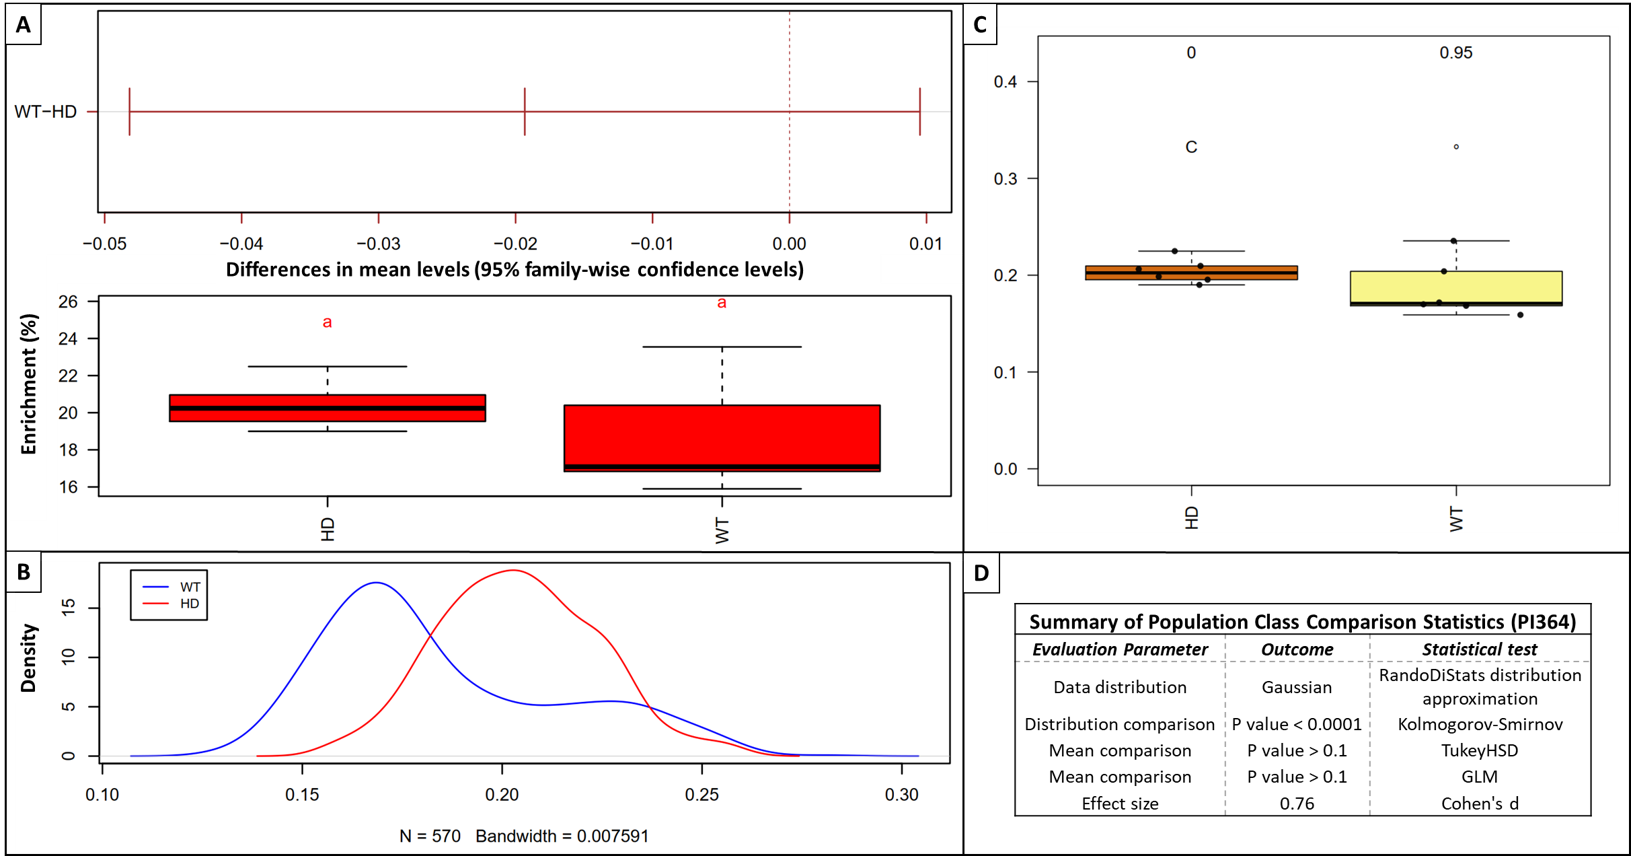 A
WT−HD
−0.05 −0.04 −0.03 −0.02 −0.01 0.00 0.01
Differences in mean levels (95% family-wise confidence levels)
Enrichment (%)
26
24
22
20
18
16
a
a
HD
WT
B
WT
HD
Density
15
10
5
0
0.10 0.15 0.20 0.25 0.30
N = 570 Bandwidth = 0.007591
C
0 0.95
C
0.4
0.3
0.2
0.1
0.0
HD
WT
D
Summary of Population Class Comparison Statistics (PI364)
Evaluation Parameter Outcome Statistical test
Data distribution Gaussian RandoDiStats distribution
approximation
Distribution comparison P value < 0.0001 Kolmogorov-Smirnov
Mean comparison P value > 0.1 TukeyHSD
Mean comparison P value > 0.1 GLM
Effect size 0.76 Cohen's d